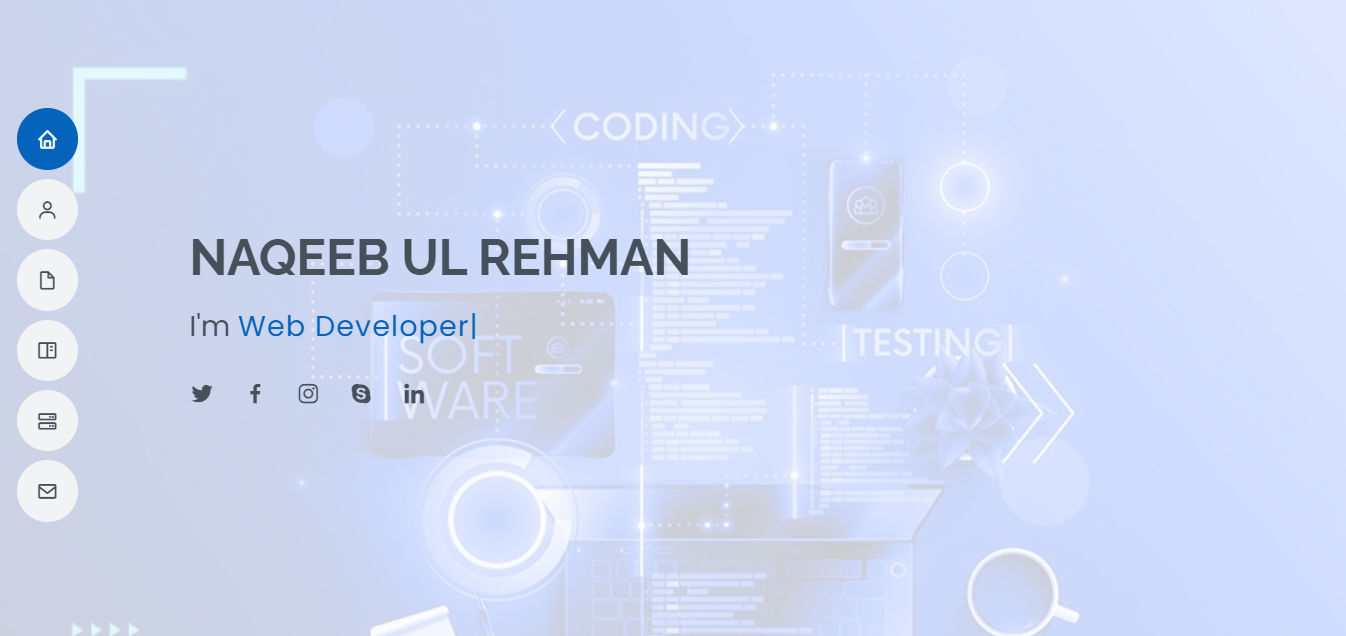 CODING
NAQEEB UL REHMAN
I'm Web Developer|
TESTING
SOFT
WARE